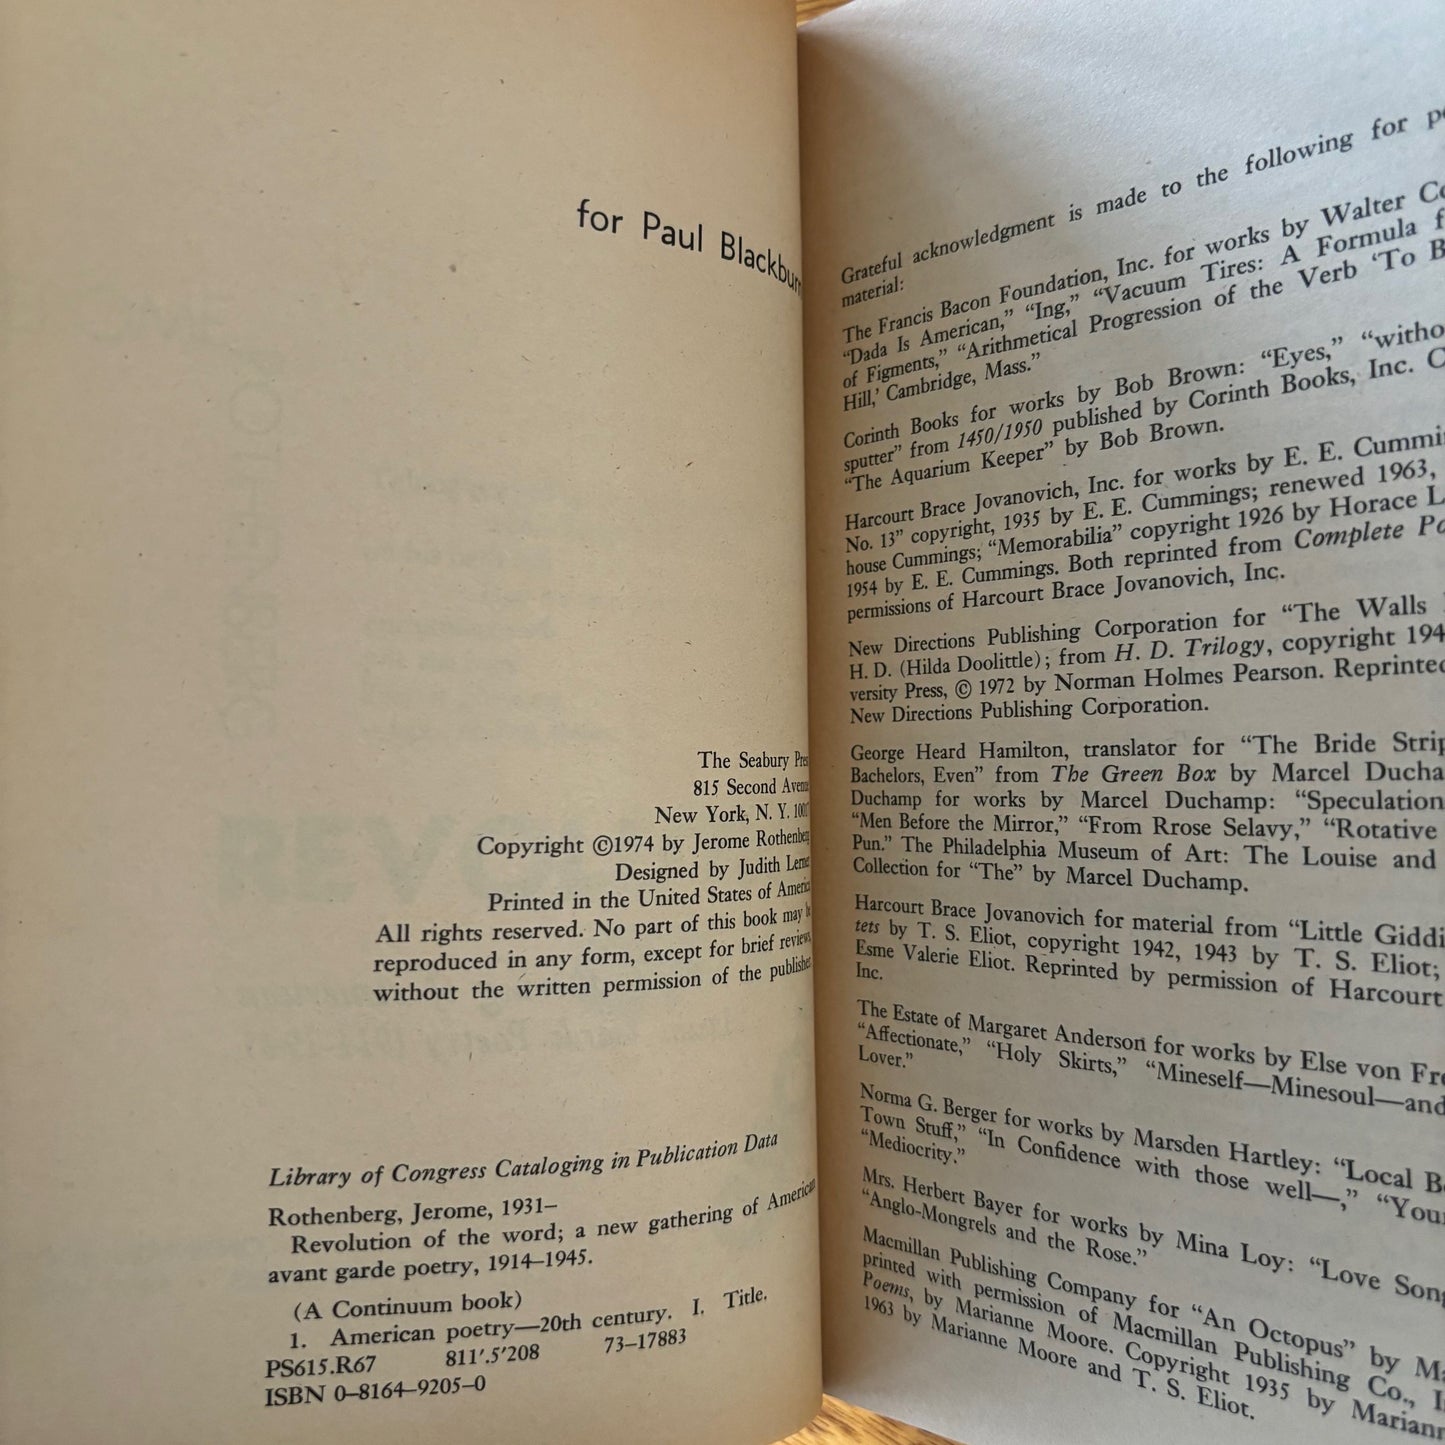 for Paul Blackburn
The Seabury
815 Second
New York, N. Y.
Copyright ©1974 by Jerome Rothenberg
Designed by Judith
Printed in the United States of America
All rights reserved. No part of this book may be
reproduced in any form, except for brief reviews,
without the written permission of the publisher.
Library of Congress Cataloging in Publication Data
Rothenberg, Jerome, 1931–
Revolution of the word; a new gathering of American
avant garde poetry, 1914–1945.
(A Continuum book)
1. American poetry—20th century. I. Title.
PS615.R67 811'.5'208 73–17883
ISBN 0–8164–9205–0
Grateful acknowledgment is made to the following for
material:
The Francis Bacon Foundation, Inc. for works by Walter
“Dada Is American,” “Ing,” “Vacuum Tires: A Formula
of Figments,” “Arithmetical Progression of the Verb ‘To
Hill,’ Cambridge, Mass.”
Corinth Books for works by Bob Brown: “Eyes,”
sputter” from 1450/1950 published by Corinth Books, Inc.
“The Aquarium Keeper” by Bob Brown.
Harcourt Brace Jovanovich, Inc. for works by E. E.
No. 13” copyright, 1935 by E. E. Cummings; renewed 1963,
house Cummings; “Memorabilia” copyright 1926 by Horace
1954 by E. E. Cummings. Both reprinted from Complete
permissions of Harcourt Brace Jovanovich, Inc.
New Directions Publishing Corporation for “The Walls
H. D. (Hilda Doolittle); from H. D. Trilogy, copyright
versity Press, © 1972 by Norman Holmes Pearson. Reprinted
New Directions Publishing Corporation.
George Heard Hamilton, translator for “The Bride
Bachelors, Even” from The Green Box by Marcel
Duchamp for works by Marcel Duchamp: “Speculation
“Men Before the Mirror,” “From Rrose Selavy,” “Rotative
Pun.” The Philadelphia Museum of Art: The Louise and
Collection for “The” by Marcel Duchamp.
Harcourt Brace Jovanovich for material from “Little
tets by T. S. Eliot, copyright 1942, 1943 by T. S. Eliot;
Esme Valerie Eliot. Reprinted by permission of Harcourt
Inc.
The Estate of Margaret Anderson for works by Else von
“Affectionate,” “Holy Skirts,” “Mineself—Minesoul—and
Lover.”
Norma G. Berger for works by Marsden Hartley: “Local
Town Stuff,” “In Confidence with those well—,”
“Mediocrity.”
Mrs. Herbert Bayer for works by Mina Loy: “Love
“Anglo-Mongrels and the Rose.”
Macmillan Publishing Company for “An Octopus” by
printed with permission of Macmillan Publishing Co.,
Poems, by Marianne Moore. Copyright 1935 by
1963 by Marianne Moore and T. S. Eliot.